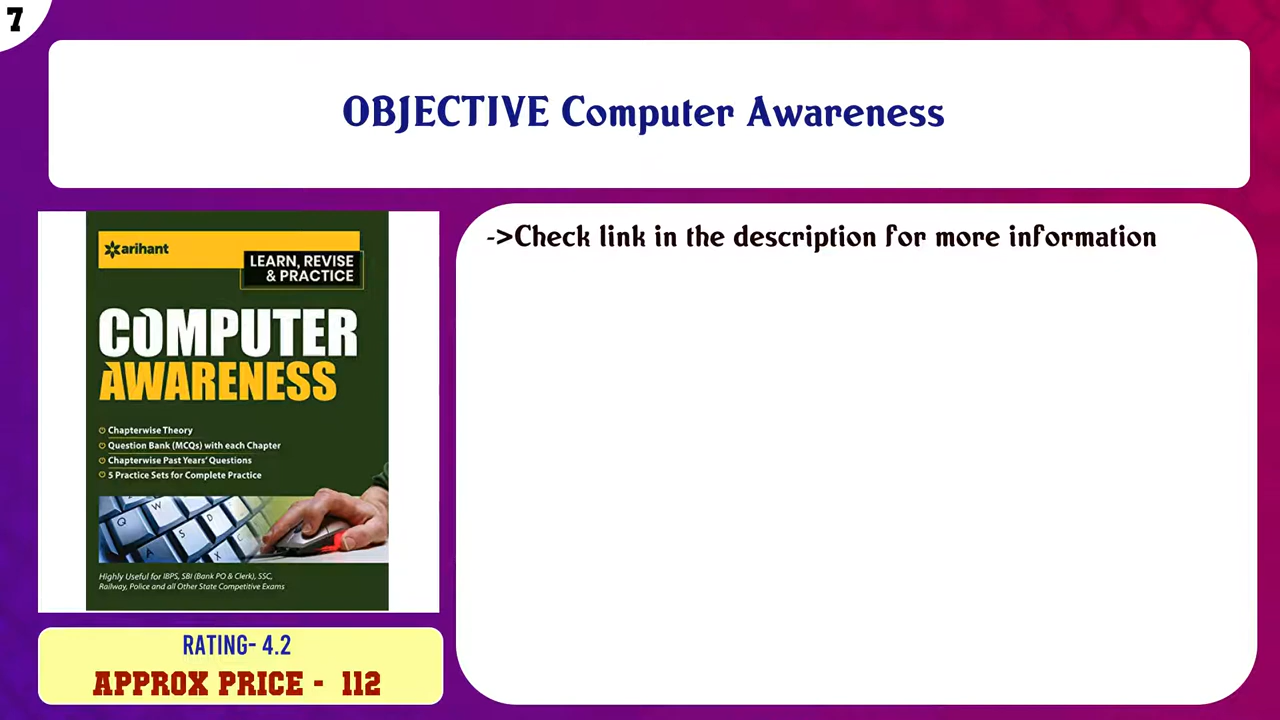 7
OBJECTIVE Computer Awareness
arihant
LEARN, REVISE
& PRACTICE
COMPUTER
AWARENESS
Chapterwise Theory
Question Bank (MCQs) with each Chapter
Chapterwise Past Years' Questions
5 Practice Sets for Complete Practice
Q W
A S D
X C
Highly Useful for IBPS, SBI (Bank PO & Clerk), SSC,
Railway, Police and all Other State Competitive Exams
RATING- 4.2
APPROX PRICE - 112
->Check link in the description for more information